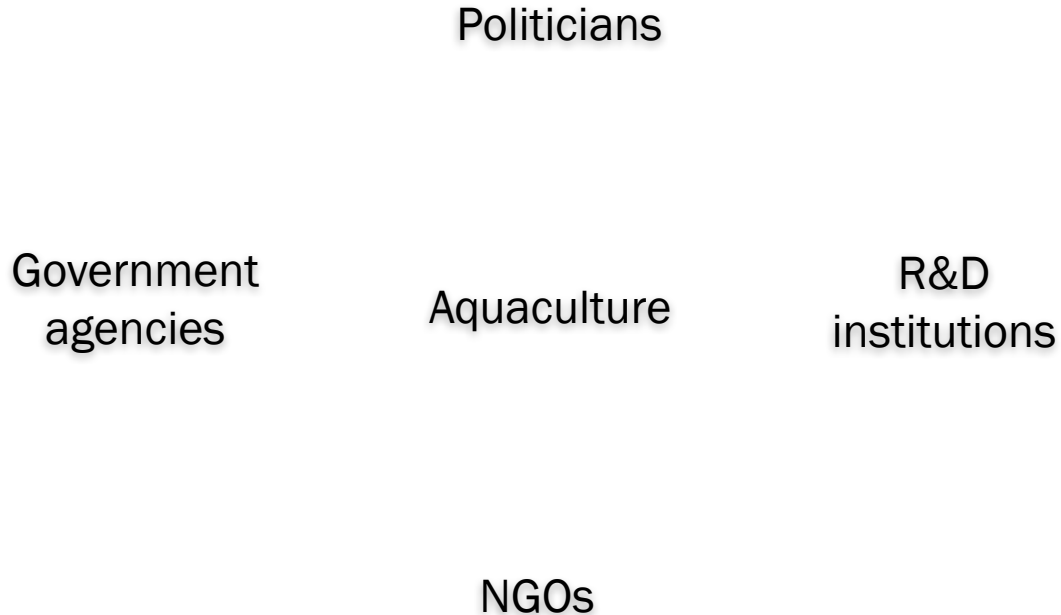 Politicians
Government
agencies
Aquaculture
R&D
institutions
NGOs